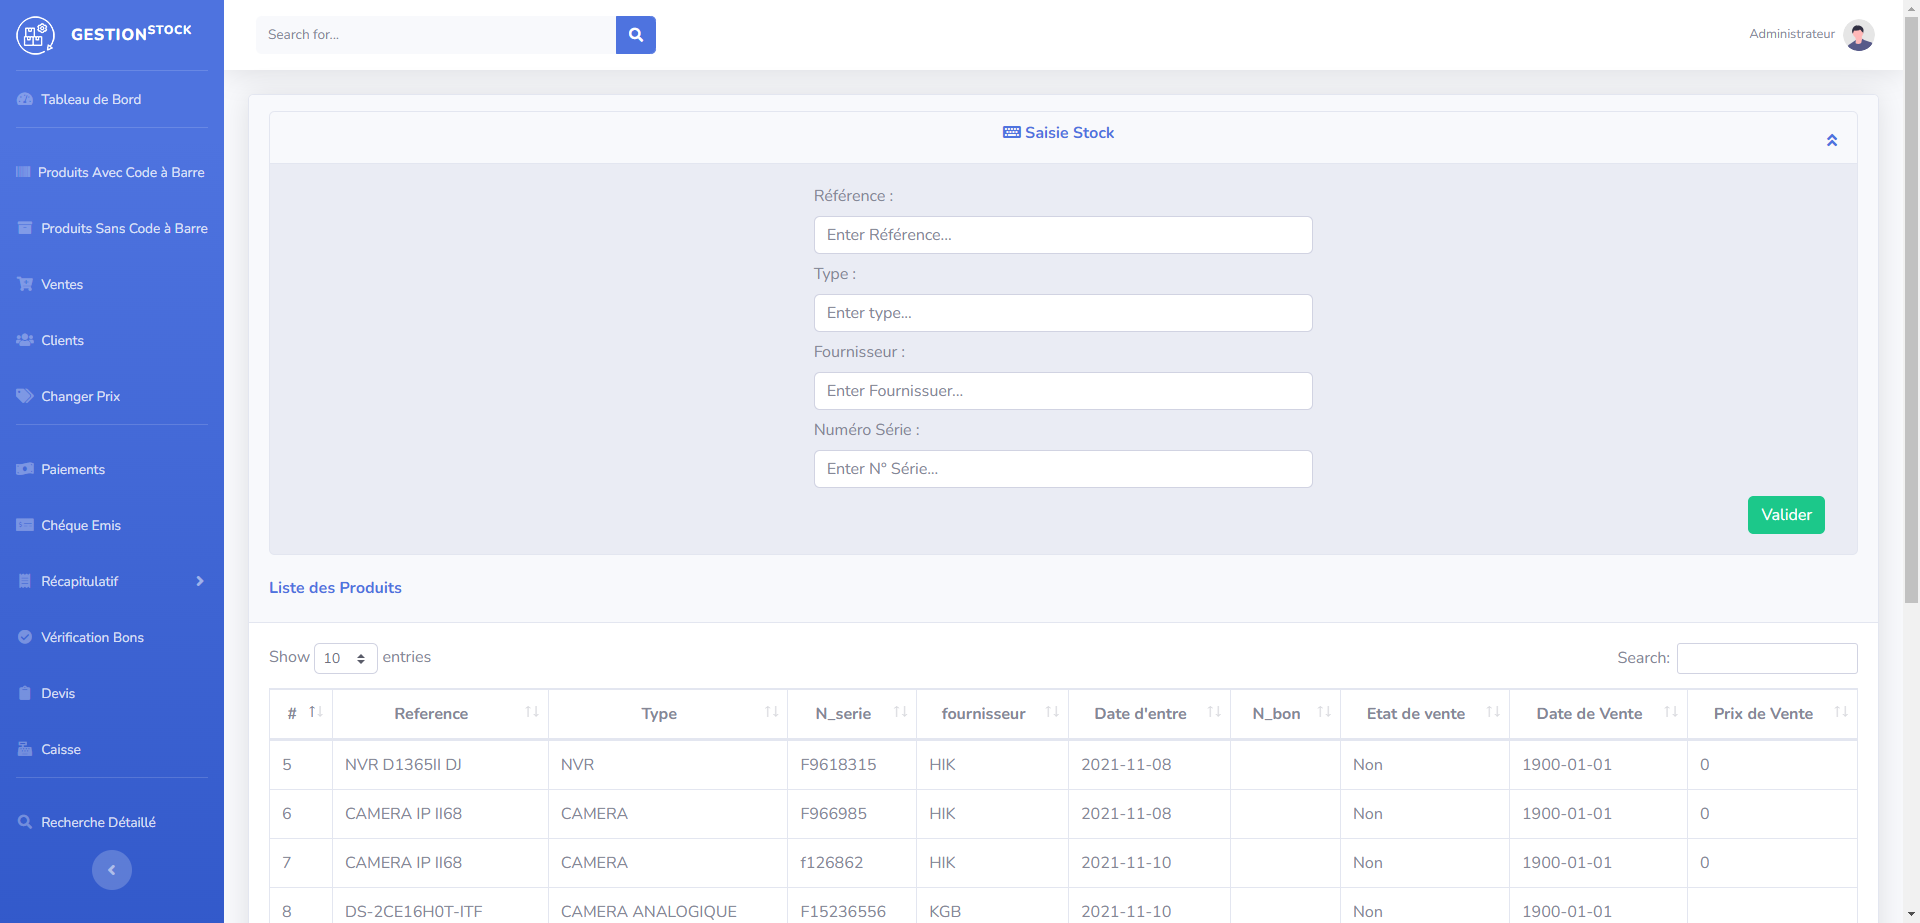 GESTION STOCK
Search for...
Administrateur
Tableau de Bord
Produits Avec Code à Barre
Produits Sans Code à Barre
Ventes
Clients
Changer Prix
Paiements
Chéque Emis
Récapitulatif
Vérification Bons
Devis
Caisse
Recherche Détaillé
Saisie Stock
Référence :
Enter Référence...
Type :
Enter type...
Fournisseur :
Enter Fournissuer...
Numéro Série :
Enter N° Série...
Valider
Liste des Produits
Show 10 entries
Search:
# Reference Type N_serie fournisseur Date d'entre N_bon Etat de vente Date de Vente Prix de Vente
5 NVR D1365II DJ NVR F9618315 HIK 2021-11-08 Non 1900-01-01 0
6 CAMERA IP II68 CAMERA F966985 HIK 2021-11-08 Non 1900-01-01 0
7 CAMERA IP II68 CAMERA f126862 HIK 2021-11-10 Non 1900-01-01 0
8 DS-2CE16H0T-ITF CAMERA ANALOGIQUE F15236556 KGB 2021-11-10 Non 1900-01-01